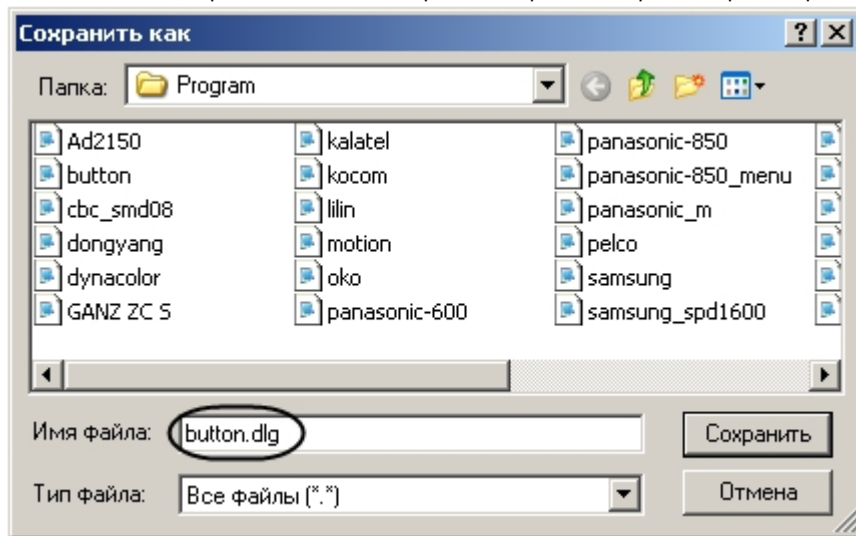 Сохранить как
Папка: Program
Ad2150 kalatel panasonic-850
button kocom panasonic-850_menu
cbc_smd08 lilin panasonic_m
dongyang motion pelco
dynacolor oko samsung
GANZ ZC S panasonic-600 samsung_spd1600
Имя файла: button.dlg Сохранить
Тип файла: Все файлы (*.*) Отмена